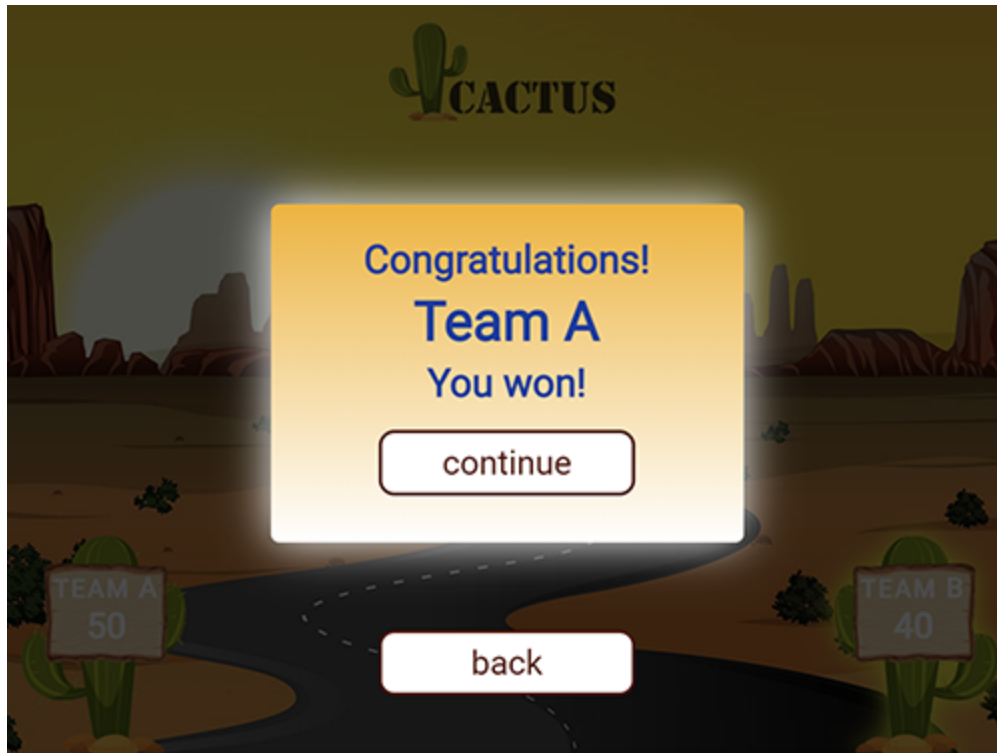 CACTUS
Congratulations!
Team A
You won!
continue
TEAM A
50
TEAM B
40
back